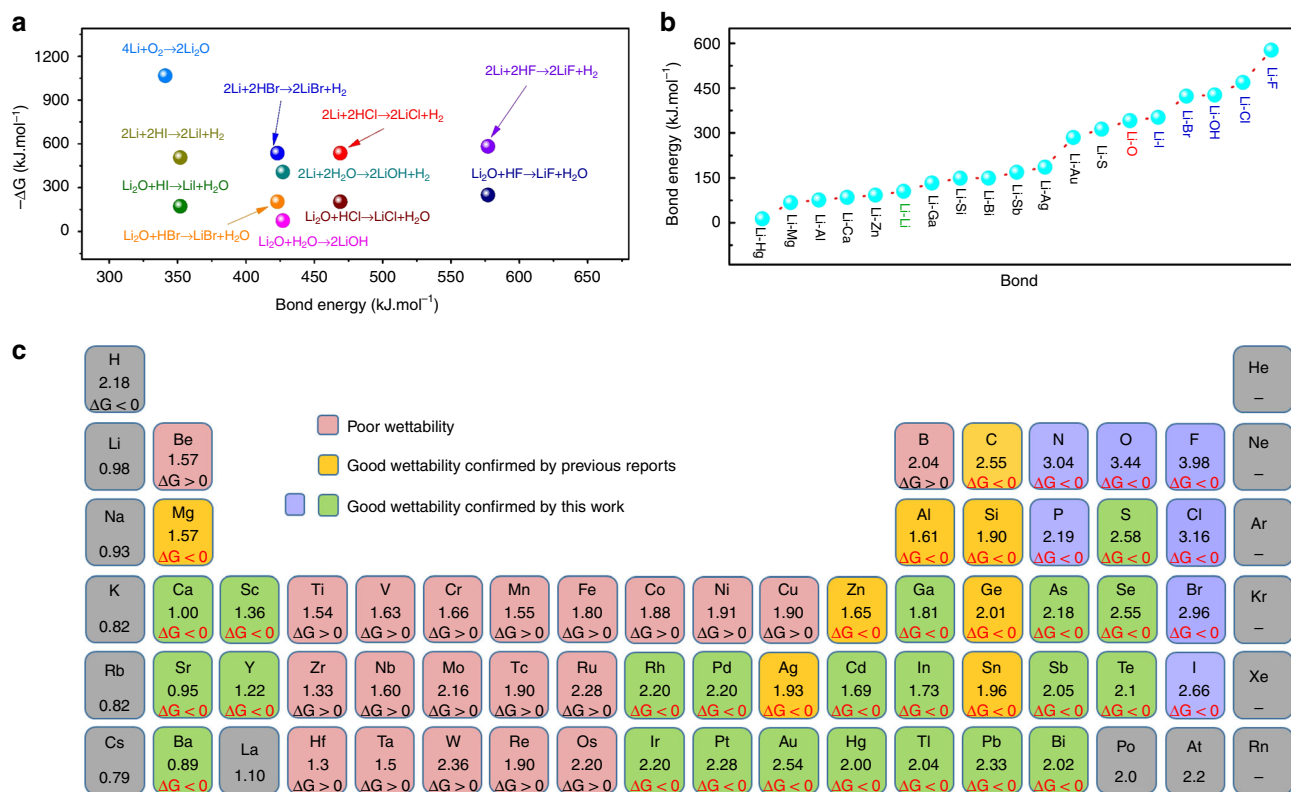 a
1200
900
600
300
0
−ΔG (kJ.mol⁻¹)
4Li+O₂→2Li₂O
2Li+2HBr→2LiBr+H₂
2Li+2HF→2LiF+H₂
2Li+2HCl→2LiCl+H₂
2Li+2HI→2LiI+H₂
2Li+2H₂O→2LiOH+H₂
Li₂O+HF→LiF+H₂O
Li₂O+HI→LiI+H₂O
Li₂O+HCl→LiCl+H₂O
Li₂O+HBr→LiBr+H₂O
Li₂O+H₂O→2LiOH
300 350 400 450 500 550 600 650
Bond energy (kJ.mol⁻¹)
b
600
450
300
150
0
Bond energy (kJ.mol⁻¹)
Li-Hg
Li-Mg
Li-Al
Li-Ca
Li-Zn
Li-Li
Li-Ga
Li-Si
Li-Bi
Li-Sb
Li-Ag
Li-Au
Li-S
Li-O
Li-I
Li-Br
Li-OH
Li-Cl
Li-F
Bond
c
H He
2.18 –
ΔG < 0
Poor wettability
Good wettability confirmed by previous reports
Good wettability confirmed by this work
Li Be B C N O F Ne
0.98 1.57 2.04 2.55 3.04 3.44 3.98 –
ΔG > 0 ΔG > 0 ΔG < 0 ΔG < 0 ΔG < 0 ΔG < 0
Na Mg Al Si P S Cl Ar
0.93 1.57 1.61 1.90 2.19 2.58 3.16 –
ΔG < 0 ΔG < 0 ΔG < 0 ΔG < 0 ΔG < 0 ΔG < 0
K Ca Sc Ti V Cr Mn Fe Co Ni Cu Zn Ga Ge As Se Br Kr
0.82 1.00 1.36 1.54 1.63 1.66 1.55 1.80 1.88 1.91 1.90 1.65 1.81 2.01 2.18 2.55 2.96 –
ΔG < 0 ΔG < 0 ΔG > 0 ΔG > 0 ΔG > 0 ΔG > 0 ΔG > 0 ΔG > 0 ΔG > 0 ΔG > 0 ΔG < 0 ΔG < 0 ΔG < 0 ΔG < 0 ΔG < 0 ΔG < 0
Rb Sr Y Zr Nb Mo Tc Ru Rh Pd Ag Cd In Sn Sb Te I Xe
0.82 0.95 1.22 1.33 1.60 2.16 1.90 2.28 2.20 2.20 1.93 1.69 1.73 1.96 2.05 2.1 2.66 –
ΔG < 0 ΔG < 0 ΔG > 0 ΔG > 0 ΔG > 0 ΔG > 0 ΔG > 0 ΔG < 0 ΔG < 0 ΔG < 0 ΔG < 0 ΔG < 0 ΔG < 0 ΔG < 0 ΔG < 0 ΔG < 0
Cs Ba La Hf Ta W Re Os Ir Pt Au Hg Tl Pb Bi Po At Rn
0.79 0.89 1.10 1.3 1.5 2.36 1.90 2.20 2.20 2.28 2.54 2.00 2.04 2.33 2.02 2.0 2.2 –
ΔG < 0 ΔG > 0 ΔG > 0 ΔG > 0 ΔG > 0 ΔG > 0 ΔG < 0 ΔG < 0 ΔG < 0 ΔG < 0 ΔG < 0 ΔG < 0 ΔG < 0